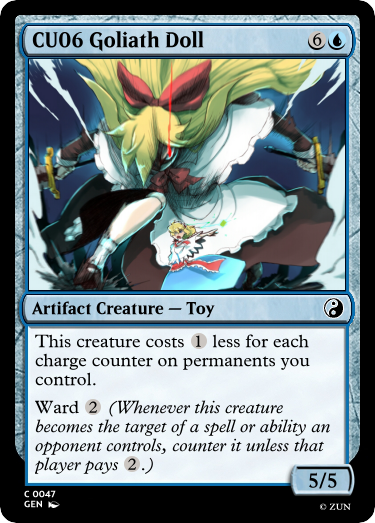 CU06 Goliath Doll 6
Artifact Creature — Toy
This creature costs 1 less for each
charge counter on permanents you
control.
Ward 2 (Whenever this creature
becomes the target of a spell or ability an
opponent controls, counter it unless that
player pays 2.)
5/5
C 0047
GEN
© ZUN